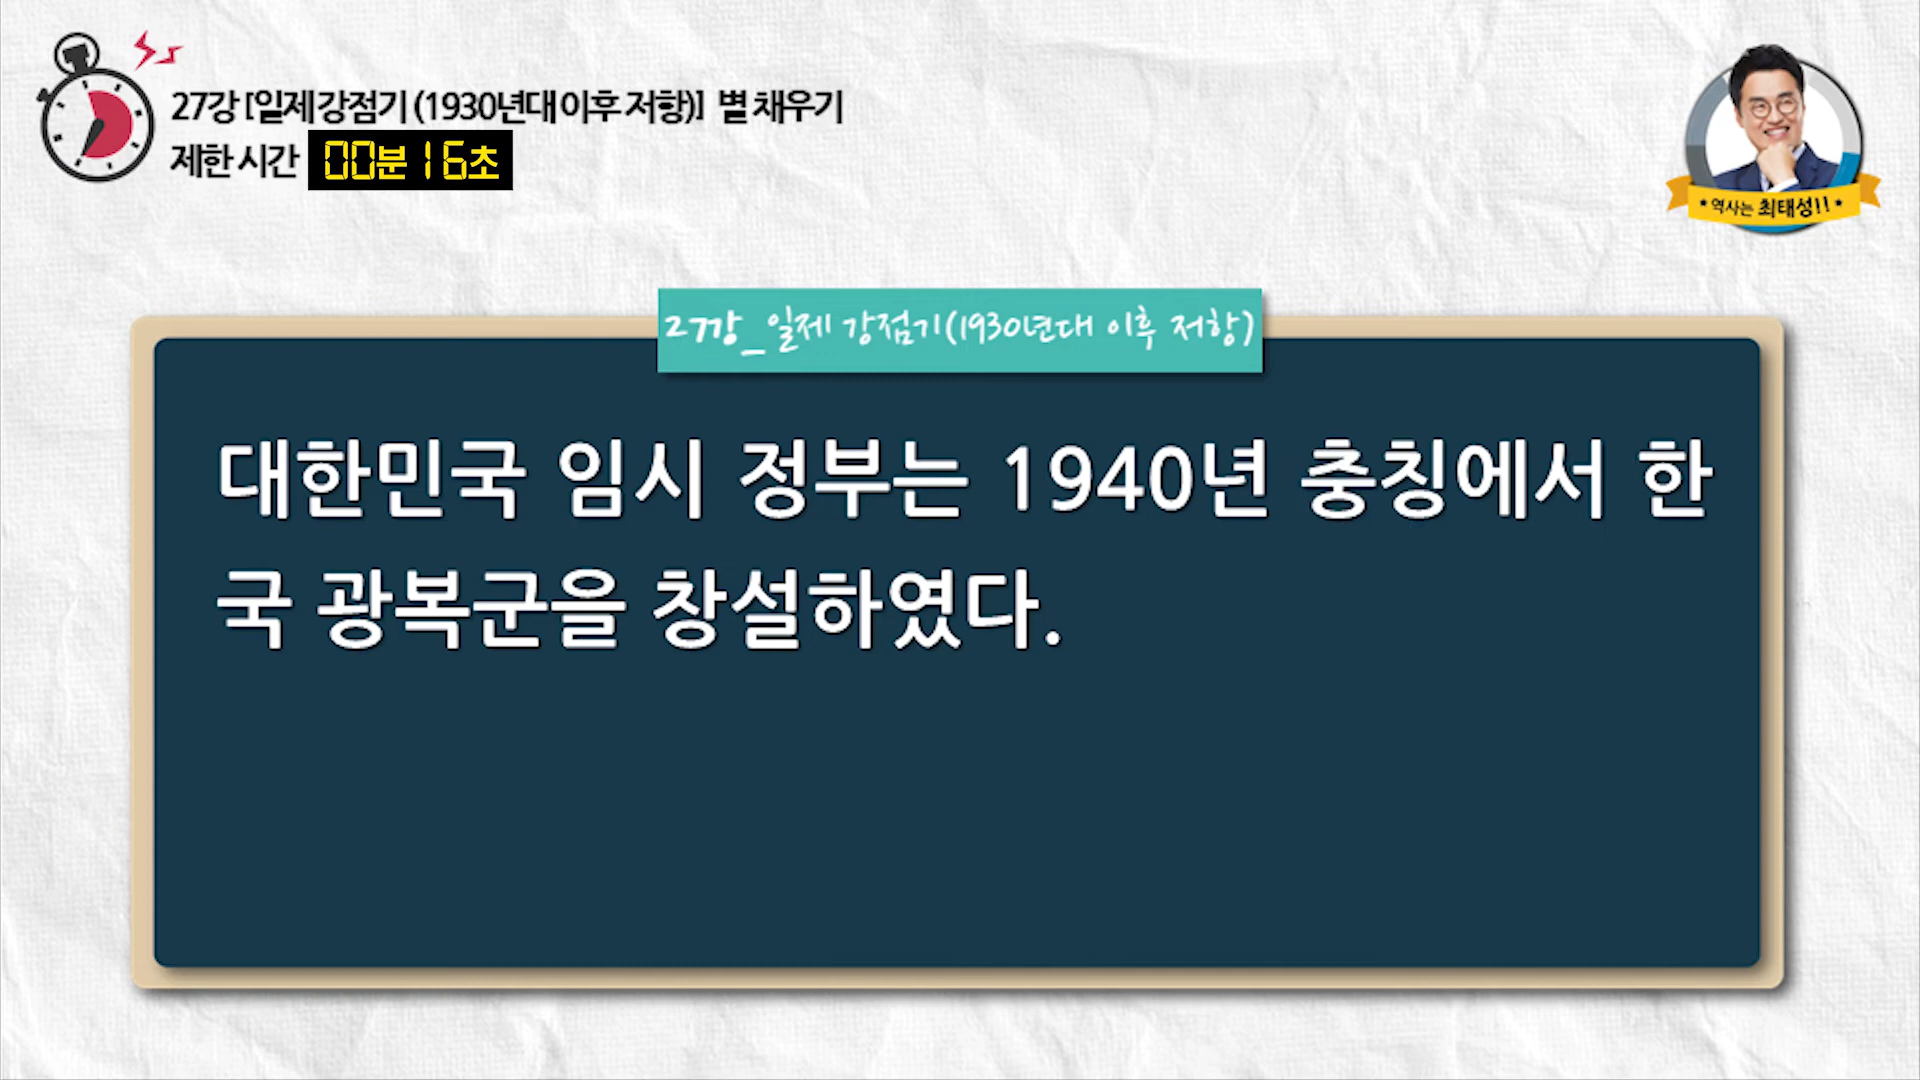 27강 [일제 강점기 (1930년대 이후 저항)] 별 채우기
제한 시간 00분 16초
*역사는 최태성!!*
27강_일제 강점기(1930년대 이후 저항)
대한민국 임시 정부는 1940년 충칭에서 한
국 광복군을 창설하였다.